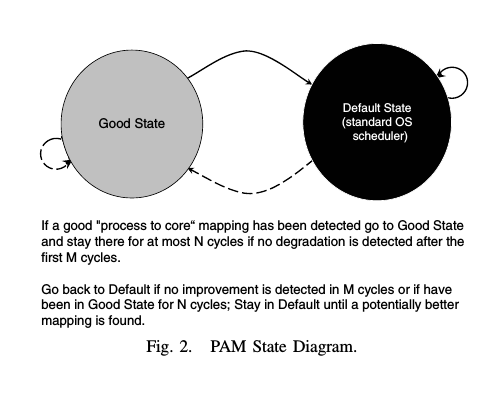 Good State
Default State
(standard OS
scheduler)
If a good "process to core“ mapping has been detected go to Good State
and stay there for at most N cycles if no degradation is detected after the
first M cycles.
Go back to Default if no improvement is detected in M cycles or if have
been in Good State for N cycles; Stay in Default until a potentially better
mapping is found.
Fig. 2. PAM State Diagram.